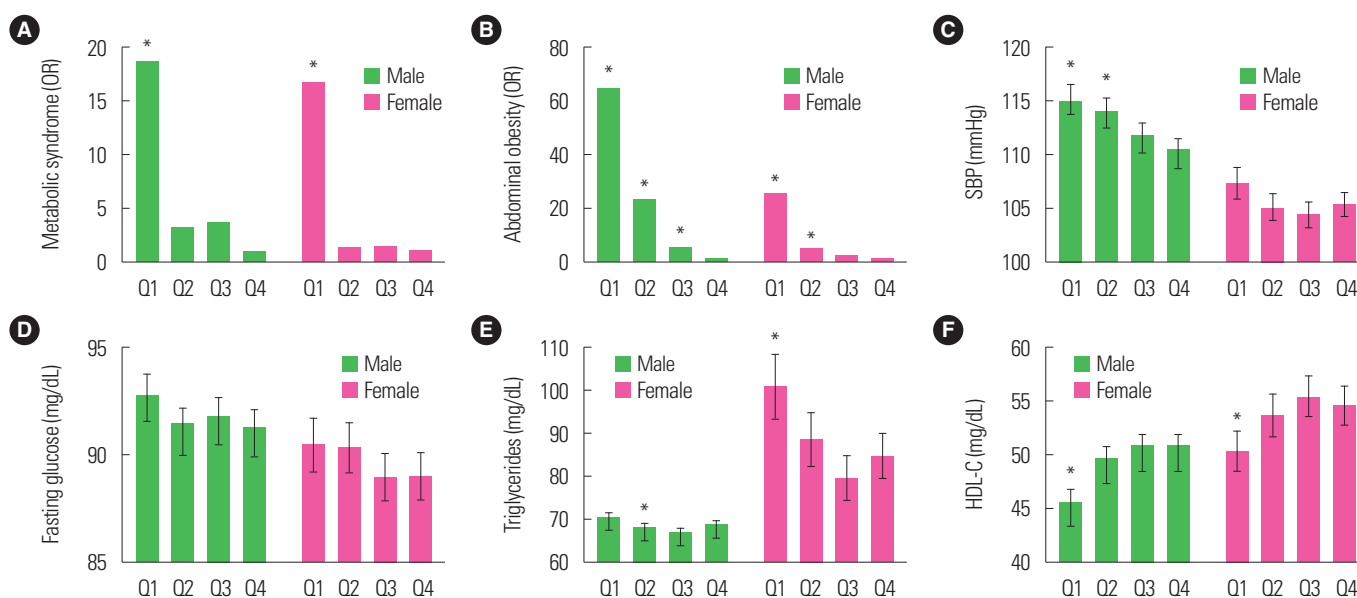 A
Metabolic syndrome (OR)
20
15
10
5
0
*
*
Male
Female
Q1 Q2 Q3 Q4 Q1 Q2 Q3 Q4
B
Abdominal obesity (OR)
80
60
40
20
0
*
*
*
*
*
Male
Female
Q1 Q2 Q3 Q4 Q1 Q2 Q3 Q4
C
SBP (mmHg)
120
115
110
105
100
*
*
Male
Female
Q1 Q2 Q3 Q4 Q1 Q2 Q3 Q4
D
Fasting glucose (mg/dL)
95
90
85
Male
Female
Q1 Q2 Q3 Q4 Q1 Q2 Q3 Q4
E
Triglycerides (mg/dL)
110
100
90
80
70
60
*
*
Male
Female
Q1 Q2 Q3 Q4 Q1 Q2 Q3 Q4
F
HDL-C (mg/dL)
60
55
50
45
40
*
*
Male
Female
Q1 Q2 Q3 Q4 Q1 Q2 Q3 Q4